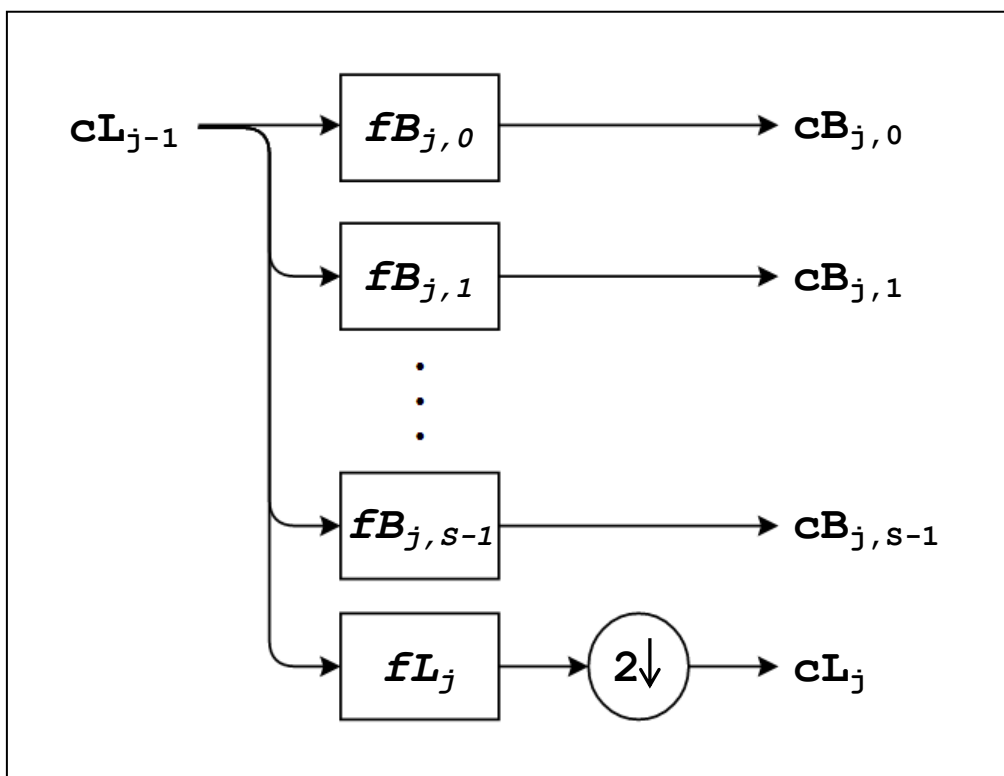 cL_{j-1} fB_{j,0} cB_{j,0}
fB_{j,1} cB_{j,1}
fB_{j,s-1} cB_{j,s-1}
fL_j 2↓ cL_j